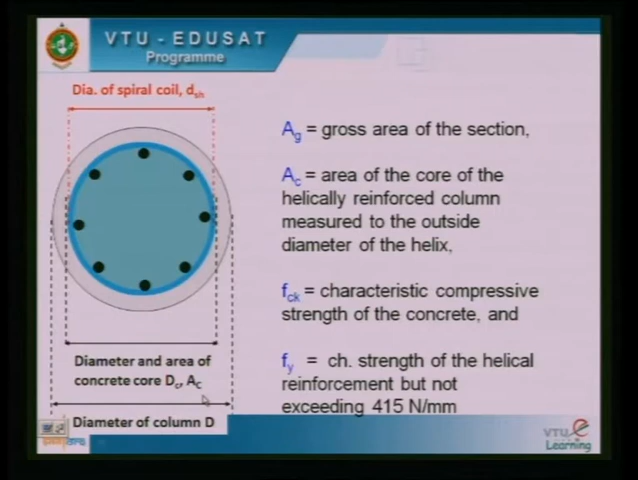 VTU - EDUSAT
Programme
Dia. of spiral coil, dsh
Ag = gross area of the section,
Ac = area of the core of the
helically reinforced column
measured to the outside
diameter of the helix,
fck = characteristic compressive
strength of the concrete, and
fy = ch. strength of the helical
reinforcement but not
exceeding 415 N/mm
Diameter and area of
concrete core Dc, Ac
Diameter of column D
VTU e
Learning